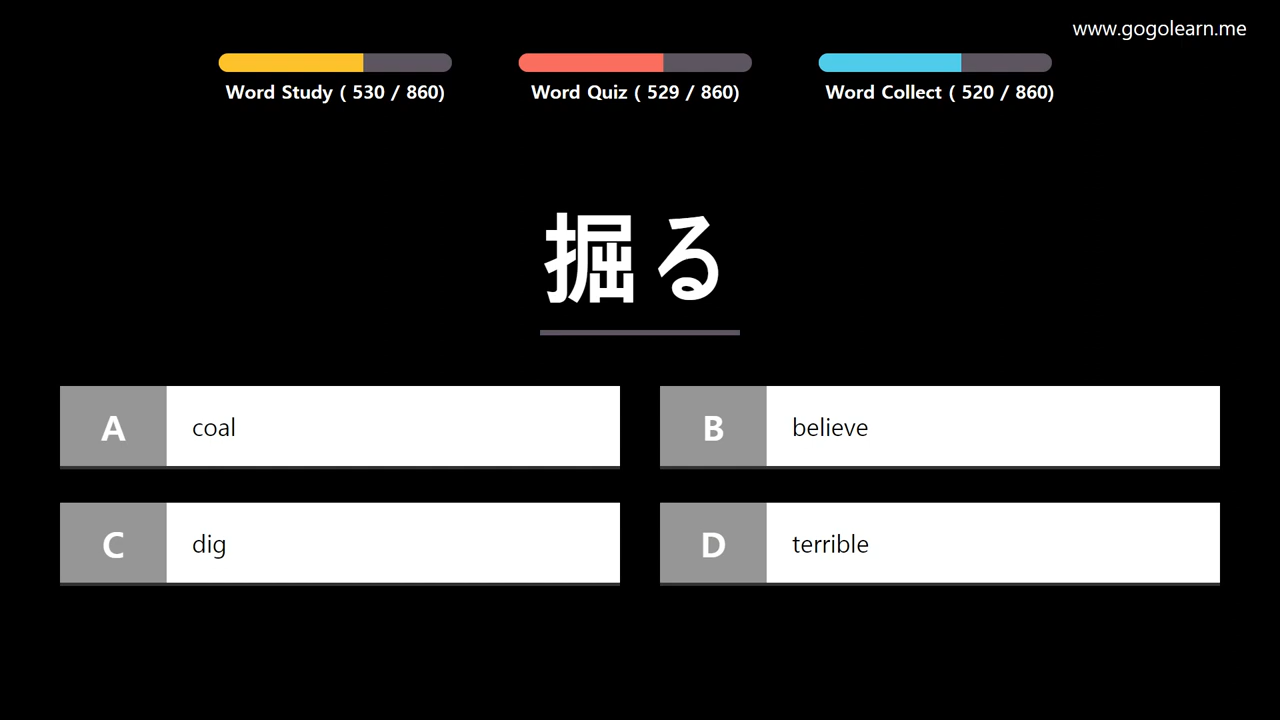 www.gogolearn.me
Word Study ( 530 / 860)
Word Quiz ( 529 / 860)
Word Collect ( 520 / 860)
掘る
A coal
B believe
C dig
D terrible